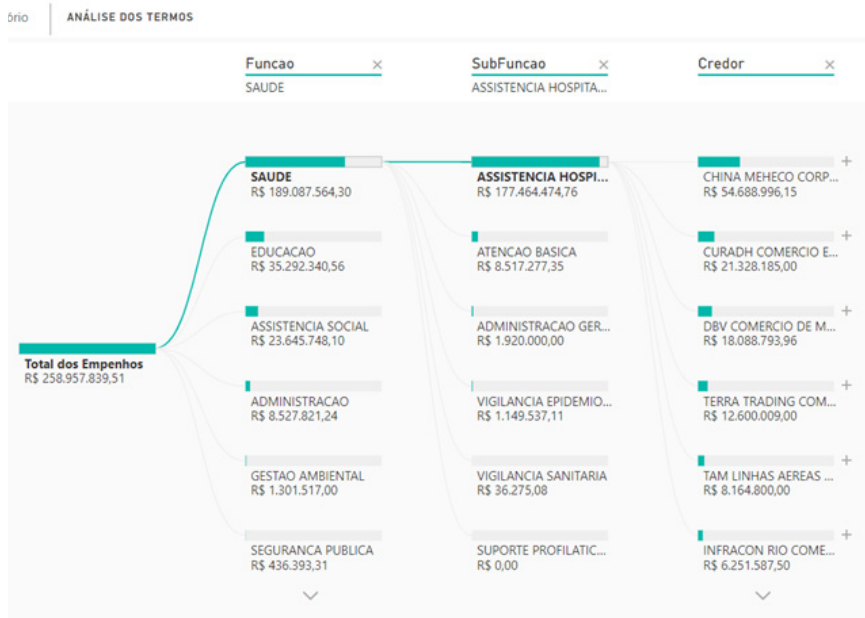 ório
ANÁLISE DOS TERMOS
Funcao ×
SAUDE
SubFuncao ×
ASSISTENCIA HOSPITA...
Credor ×
Total dos Empenhos
R$ 258.957.839,51
SAUDE
R$ 189.087.564,30
EDUCACAO
R$ 35.292.340,56
ASSISTENCIA SOCIAL
R$ 23.645.748,10
ADMINISTRACAO
R$ 8.527.821,24
GESTAO AMBIENTAL
R$ 1.301.517,00
SEGURANCA PUBLICA
R$ 436.393,31
ASSISTENCIA HOSPI...
R$ 177.464.474,76
ATENCAO BASICA
R$ 8.517.277,35
ADMINISTRACAO GER...
R$ 1.920.000,00
VIGILANCIA EPIDEMIO...
R$ 1.149.537,11
VIGILANCIA SANITARIA
R$ 36.275,08
SUPORTE PROFILATIC...
R$ 0,00
CHINA MEHECO CORP...
R$ 54.688.996,15
CURADH COMERCIO E...
R$ 21.328.185,00
DBV COMERCIO DE M...
R$ 18.088.793,96
TERRA TRADING COM...
R$ 12.600.009,00
TAM LINHAS AEREAS ...
R$ 8.164.800,00
INFRACON RIO COME...
R$ 6.251.587,50